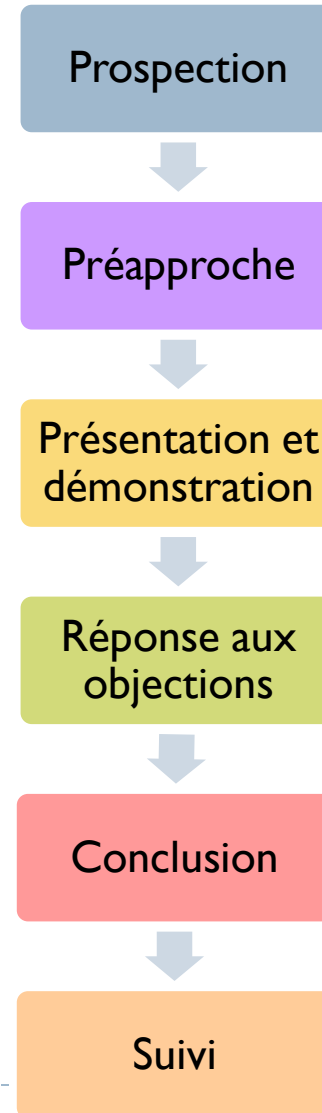 Prospection
Préapproche
Présentation et
démonstration
Réponse aux
objections
Conclusion
Suivi